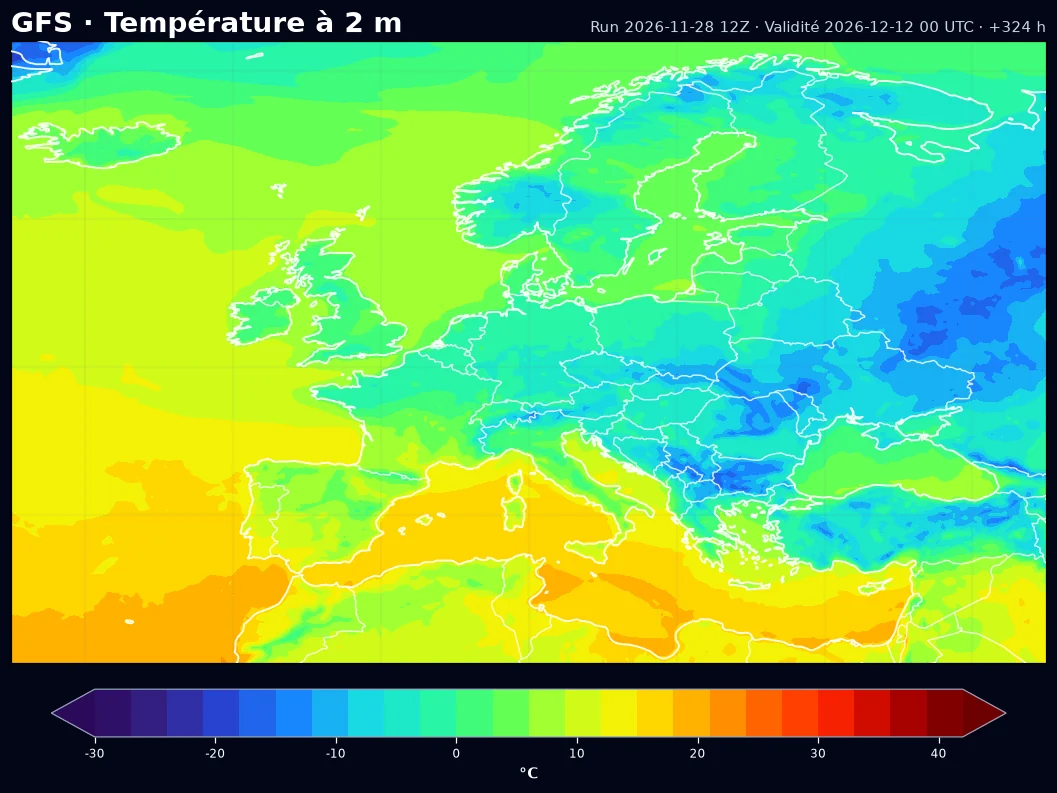 GFS · Température à 2 m
Run 2026-11-28 12Z · Validité 2026-12-12 00 UTC · +324 h
-30 -20 -10 0 10 20 30 40
°C